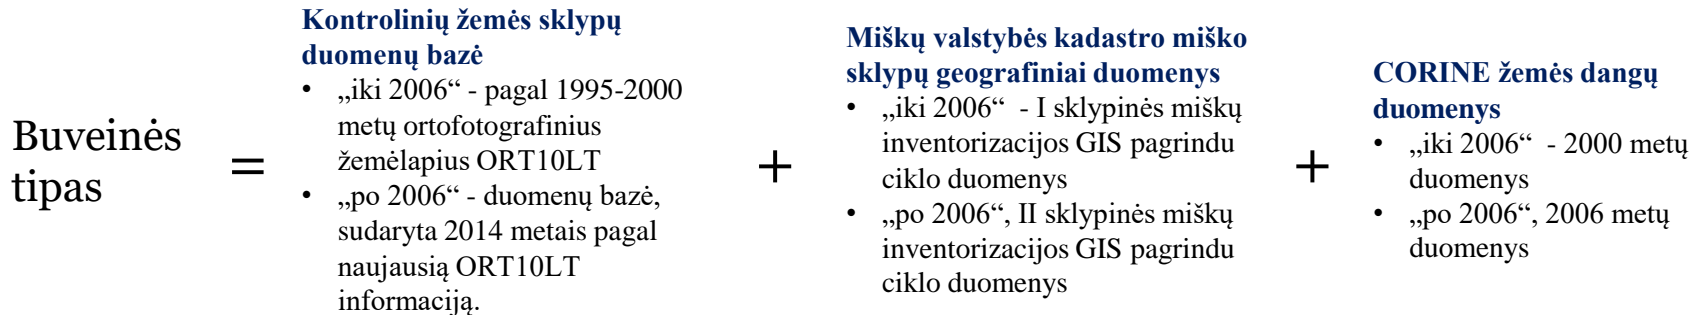 Buveinės
tipas
=
Kontrolinių žemės sklypų
duomenų bazė
• „iki 2006“ - pagal 1995-2000
metų ortofotografinius
žemėlapius ORT10LT
• „po 2006“ - duomenų bazė,
sudaryta 2014 metais pagal
naujausią ORT10LT
informaciją.
+
Miškų valstybės kadastro miško
sklypų geografiniai duomenys
• „iki 2006“ - I sklypinės miškų
inventorizacijos GIS pagrindu
ciklo duomenys
• „po 2006“, II sklypinės miškų
inventorizacijos GIS pagrindu
ciklo duomenys
+
CORINE žemės dangų
duomenys
• „iki 2006“ - 2000 metų
duomenys
• „po 2006“, 2006 metų
duomenys